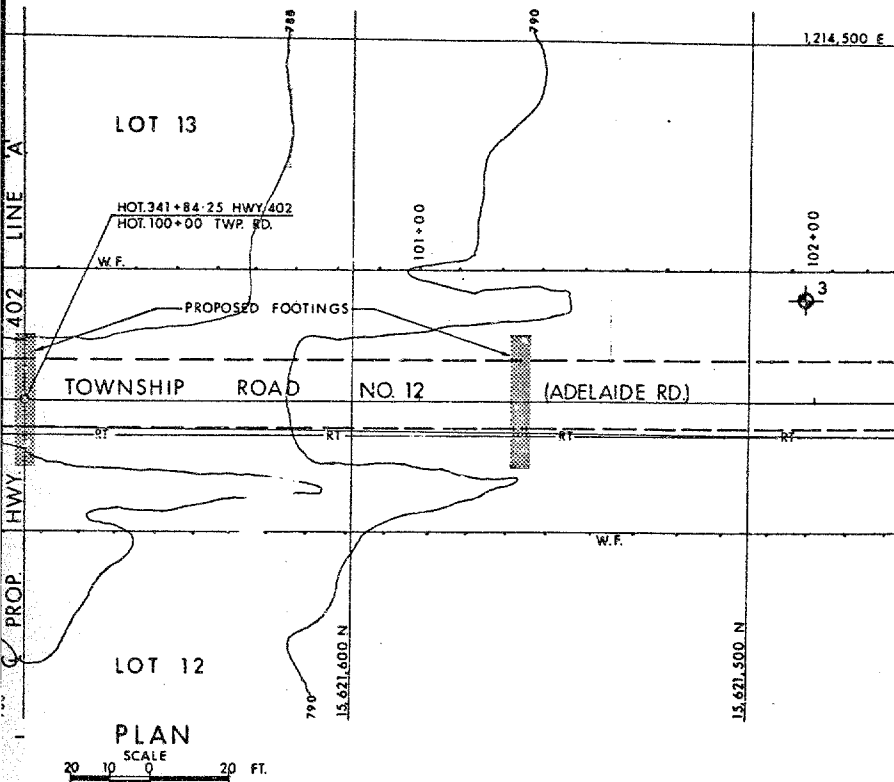 788
790
1,214,500 E
LOT 13
HOT. 341+84·25 HWY. 402
HOT. 100+00 TWP. RD.
101+00
102+00
W.F.
3
PROPOSED FOOTINGS
TOWNSHIP ROAD NO. 12 (ADELAIDE RD.)
RT RT RT RT
W.F.
℄ PROP. HWY. 402 LINE 'A'
LOT 12
790
15,621,600 N
15,621,500 N
PLAN
SCALE
20 10 0 20 FT.